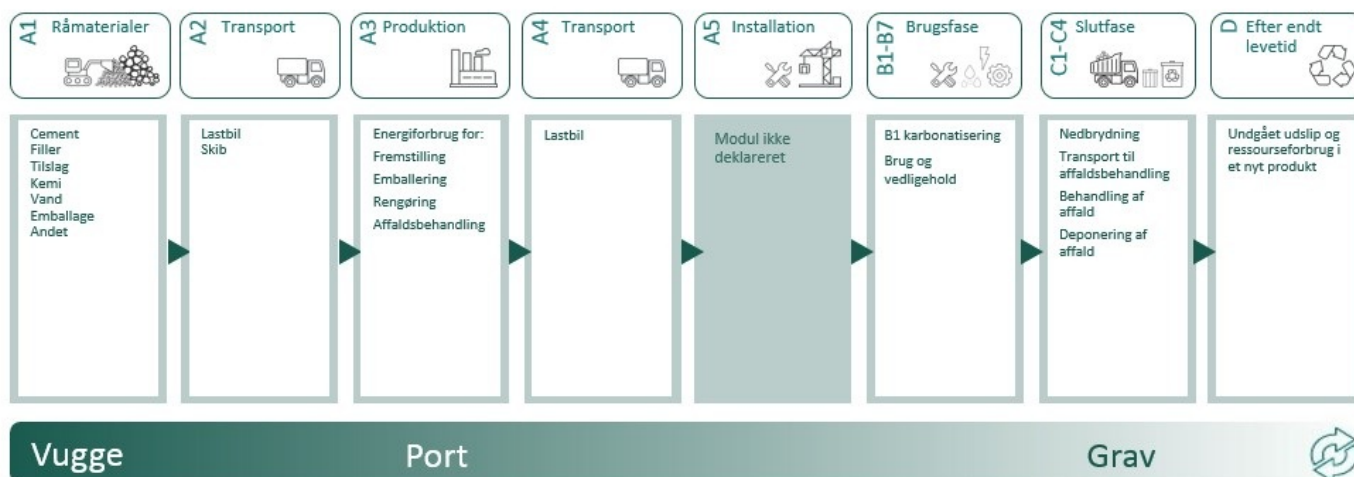 A1 Råmaterialer
A2 Transport
A3 Produktion
A4 Transport
A5 Installation
B1-B7 Brugsfase
C1-C4 Slutfase
D Efter endt
levetid
Cement
Filler
Tilslag
Kemi
Vand
Emballage
Andet
Lastbil
Skib
Energiforbrug for:
Fremstilling
Emballering
Rengøring
Affaldsbehandling
Lastbil
Modul ikke
deklareret
B1 karbonatisering
Brug og
vedligehold
Nedbrydning
Transport til
affaldsbehandling
Behandling af
affald
Deponering af
affald
Undgået udslip og
ressourseforbrug i
et nyt produkt
Vugge
Port
Grav